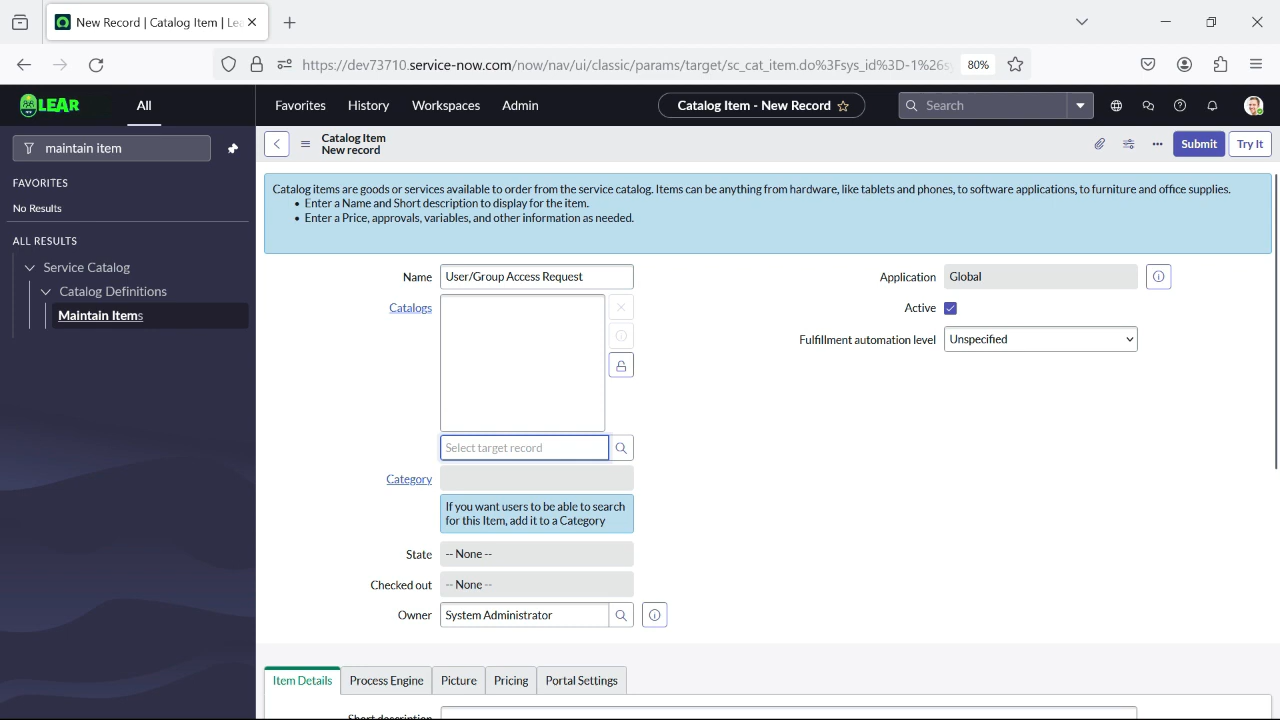 New Record | Catalog Item | Le
https://dev73710.service-now.com/now/nav/ui/classic/params/target/sc_cat_item.do%3Fsys_id%3D-1%26s
80%
LEAR
All
Favorites
History
Workspaces
Admin
Catalog Item - New Record
Search
maintain item
FAVORITES
No Results
ALL RESULTS
Service Catalog
Catalog Definitions
Maintain Items
Catalog Item
New record
Submit
Try It
Catalog items are goods or services available to order from the service catalog. Items can be anything from hardware, like tablets and phones, to software applications, to furniture and office supplies.
• Enter a Name and Short description to display for the item.
• Enter a Price, approvals, variables, and other information as needed.
Name
User/Group Access Request
Application
Global
Catalogs
Active
Fulfillment automation level
Unspecified
Select target record
Category
If you want users to be able to search
for this Item, add it to a Category
State
-- None --
Checked out
-- None --
Owner
System Administrator
Item Details
Process Engine
Picture
Pricing
Portal Settings
Short description